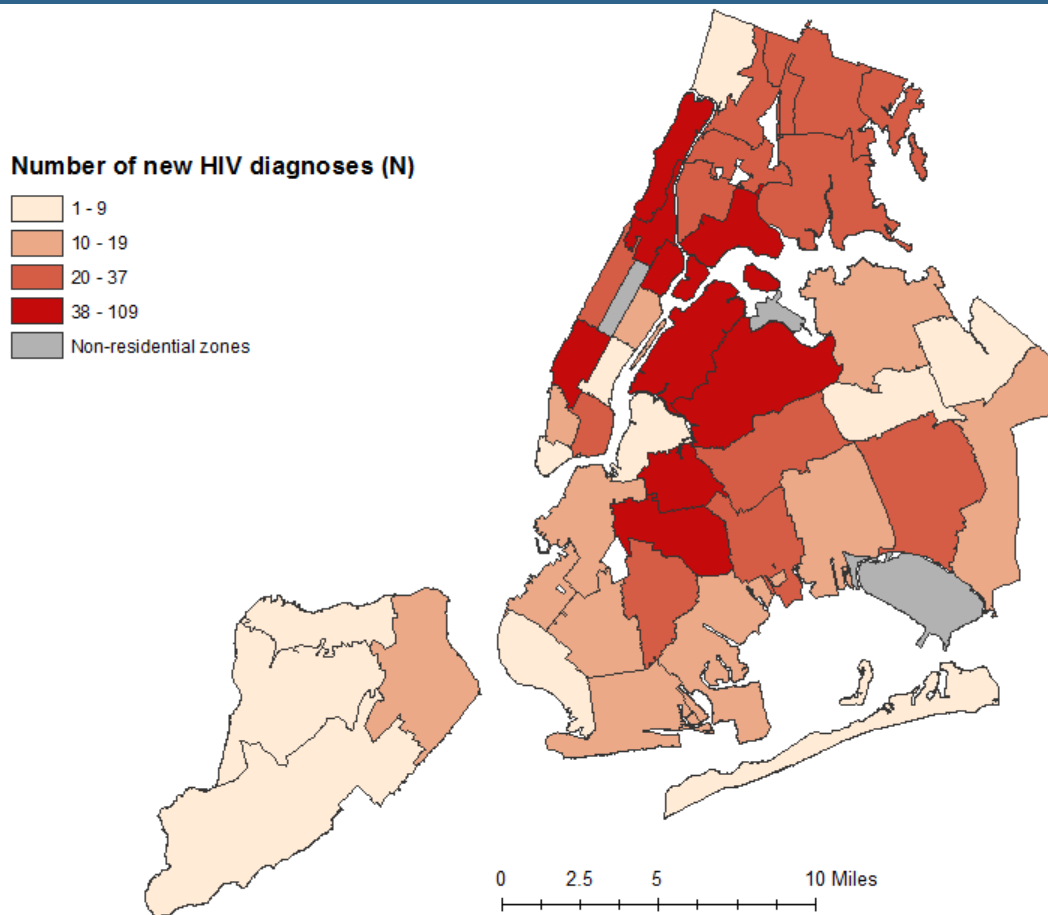 Number of new HIV diagnoses (N)
1 - 9
10 - 19
20 - 37
38 - 109
Non-residential zones
0 2.5 5 10 Miles